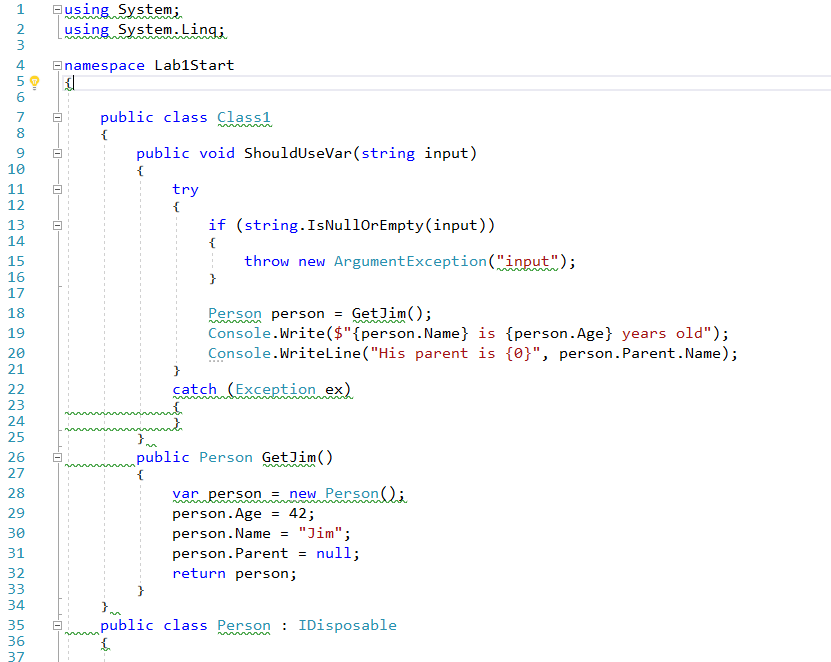 1 using System;
2 using System.Linq;
3
4 namespace Lab1Start
5 {
6
7 public class Class1
8 {
9 public void ShouldUseVar(string input)
10 {
11 try
12 {
13 if (string.IsNullOrEmpty(input))
14 {
15 throw new ArgumentException("input");
16 }
17
18 Person person = GetJim();
19 Console.Write($"{person.Name} is {person.Age} years old");
20 Console.WriteLine("His parent is {0}", person.Parent.Name);
21 }
22 catch (Exception ex)
23 {
24 }
25 }
26 public Person GetJim()
27 {
28 var person = new Person();
29 person.Age = 42;
30 person.Name = "Jim";
31 person.Parent = null;
32 return person;
33 }
34 }
35 public class Person : IDisposable
36 {
37